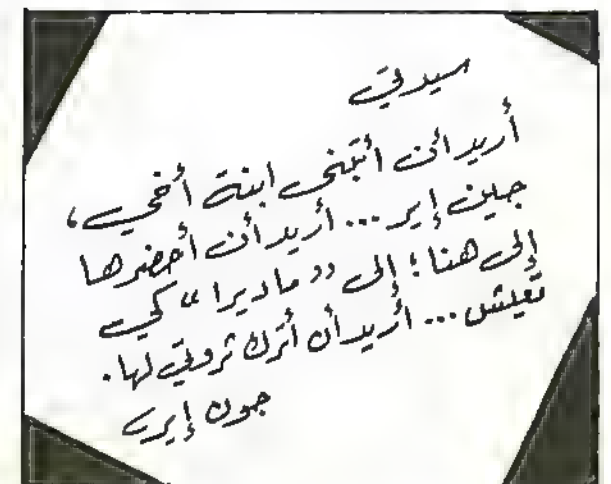 سيدتي
أريد أن أتبنى ابنة أخي،
جين إير... أريد أن أحضرها
إلى هنا؛ إلى «ماديرا» كي
تعيش... أريد أن أترك ثروتي لها.
جون إير